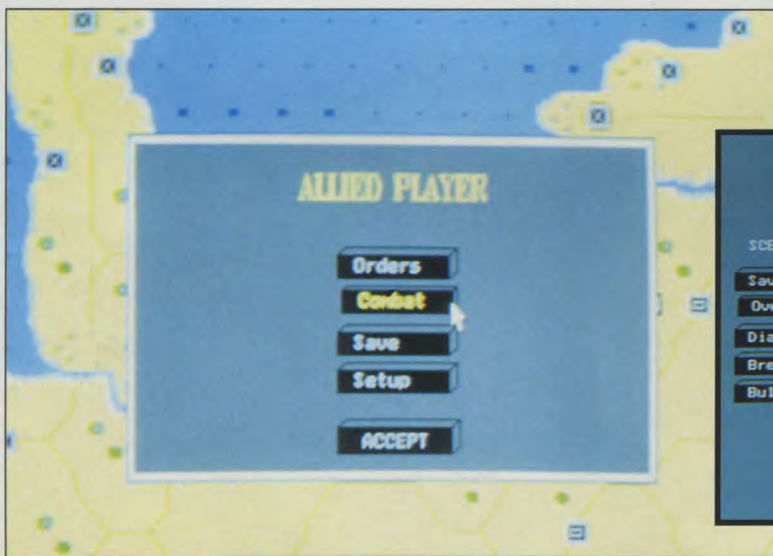 ALLIED PLAYER
Orders
Combat
Save
Setup
ACCEPT
SCE
Sav
Ove
Dia
Bre
Bul